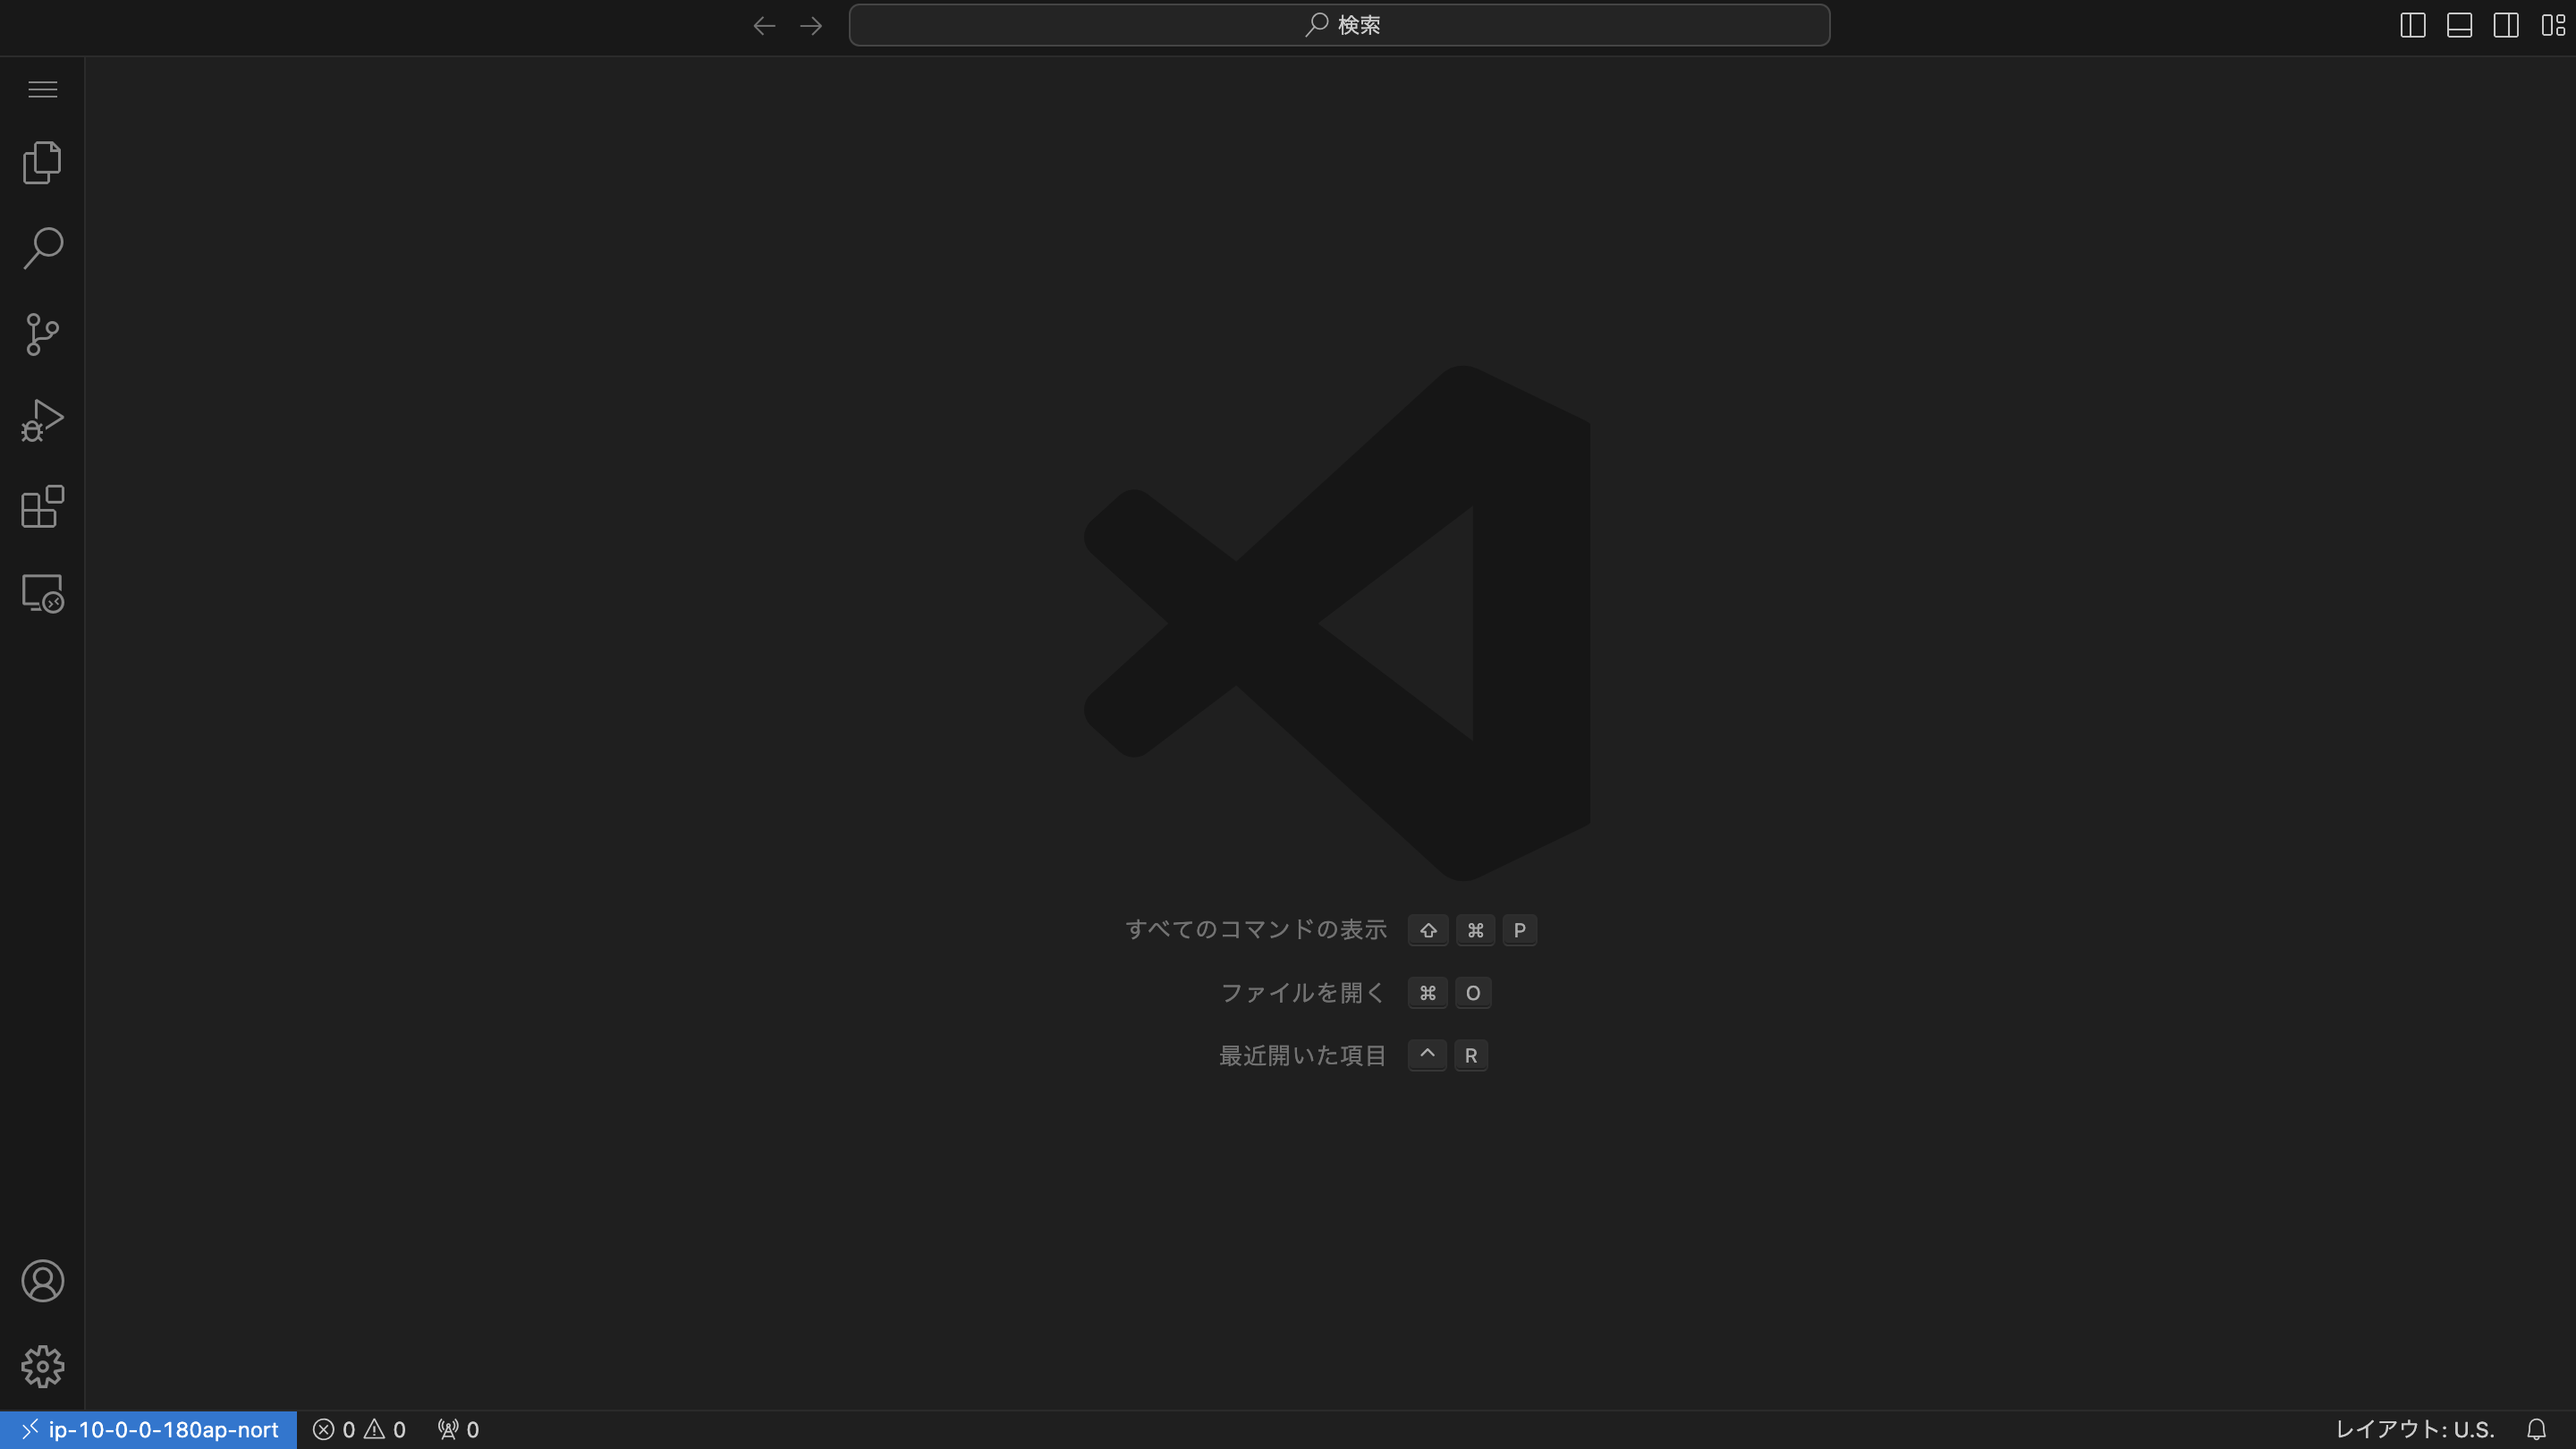 検索
すべてのコマンドの表示 ⇧ ⌘ P
ファイルを開く ⌘ O
最近開いた項目 ^ R
ip-10-0-0-180ap-nort 0 0 0 レイアウト: U.S.